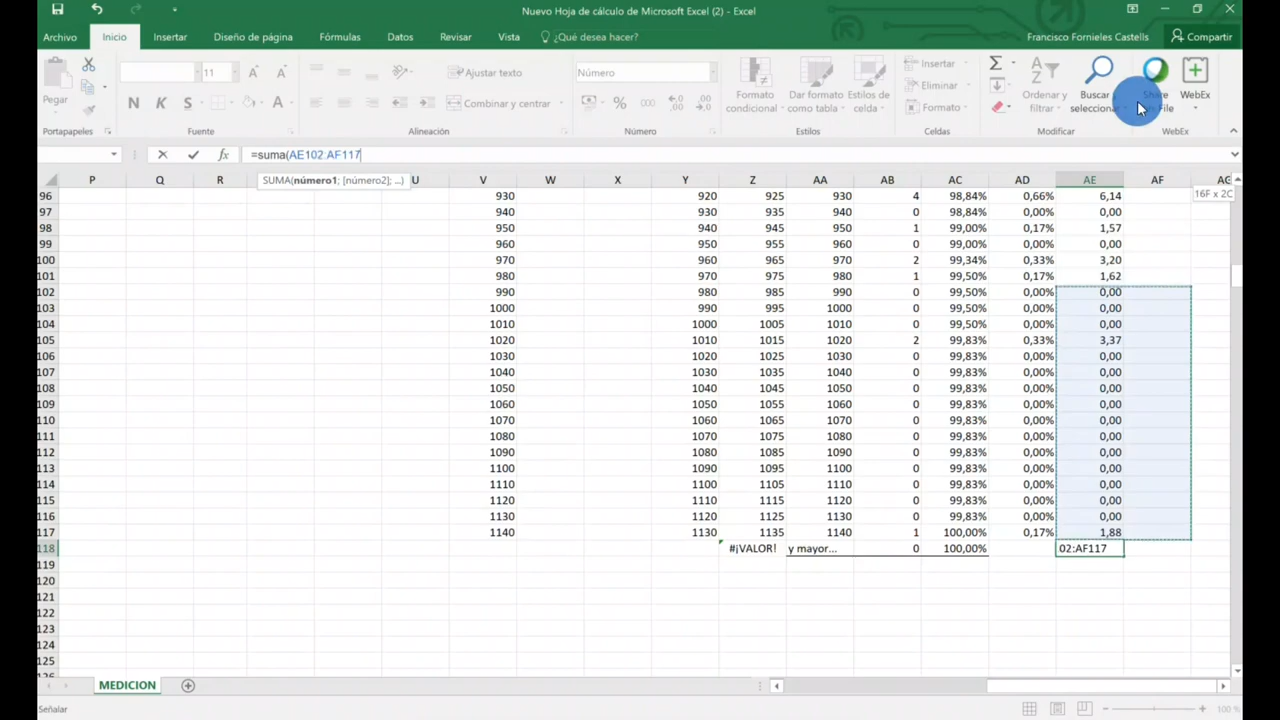 Nuevo Hoja de cálculo de Microsoft Excel (2) - Excel
Archivo Inicio Insertar Diseño de página Fórmulas Datos Revisar Vista ¿Qué desea hacer? Francisco Fornieles Castells Compartir
Pegar
11
N K S
A
Ajustar texto
Combinar y centrar
Número
% 000
Formato condicional
Dar formato como tabla
Estilos de celda
Insertar
Eliminar
Formato
Ordenar y filtrar
Buscar y seleccionar
Share File
WebEx
Portapapeles Fuente Alineación Número Estilos Celdas Modificar WebEx
fx =suma(AE102:AF117
SUMA(número1; [número2]; ...)
P Q R U V W X Y Z AA AB AC AD AE AF AG
16F x 2C
96 930 920 925 930 4 98,84% 0,66% 6,14
97 940 930 935 940 0 98,84% 0,00% 0,00
98 950 940 945 950 1 99,00% 0,17% 1,57
99 960 950 955 960 0 99,00% 0,00% 0,00
100 970 960 965 970 2 99,34% 0,33% 3,20
101 980 970 975 980 1 99,50% 0,17% 1,62
102 990 980 985 990 0 99,50% 0,00% 0,00
103 1000 990 995 1000 0 99,50% 0,00% 0,00
104 1010 1000 1005 1010 0 99,50% 0,00% 0,00
105 1020 1010 1015 1020 2 99,83% 0,33% 3,37
106 1030 1020 1025 1030 0 99,83% 0,00% 0,00
107 1040 1030 1035 1040 0 99,83% 0,00% 0,00
108 1050 1040 1045 1050 0 99,83% 0,00% 0,00
109 1060 1050 1055 1060 0 99,83% 0,00% 0,00
110 1070 1060 1065 1070 0 99,83% 0,00% 0,00
111 1080 1070 1075 1080 0 99,83% 0,00% 0,00
112 1090 1080 1085 1090 0 99,83% 0,00% 0,00
113 1100 1090 1095 1100 0 99,83% 0,00% 0,00
114 1110 1100 1105 1110 0 99,83% 0,00% 0,00
115 1120 1110 1115 1120 0 99,83% 0,00% 0,00
116 1130 1120 1125 1130 0 99,83% 0,00% 0,00
117 1140 1130 1135 1140 1 100,00% 0,17% 1,88
118 #¡VALOR! y mayor... 0 100,00% 02:AF117
119
120
121
122
123
124
125
MEDICION
Señalar 100 %